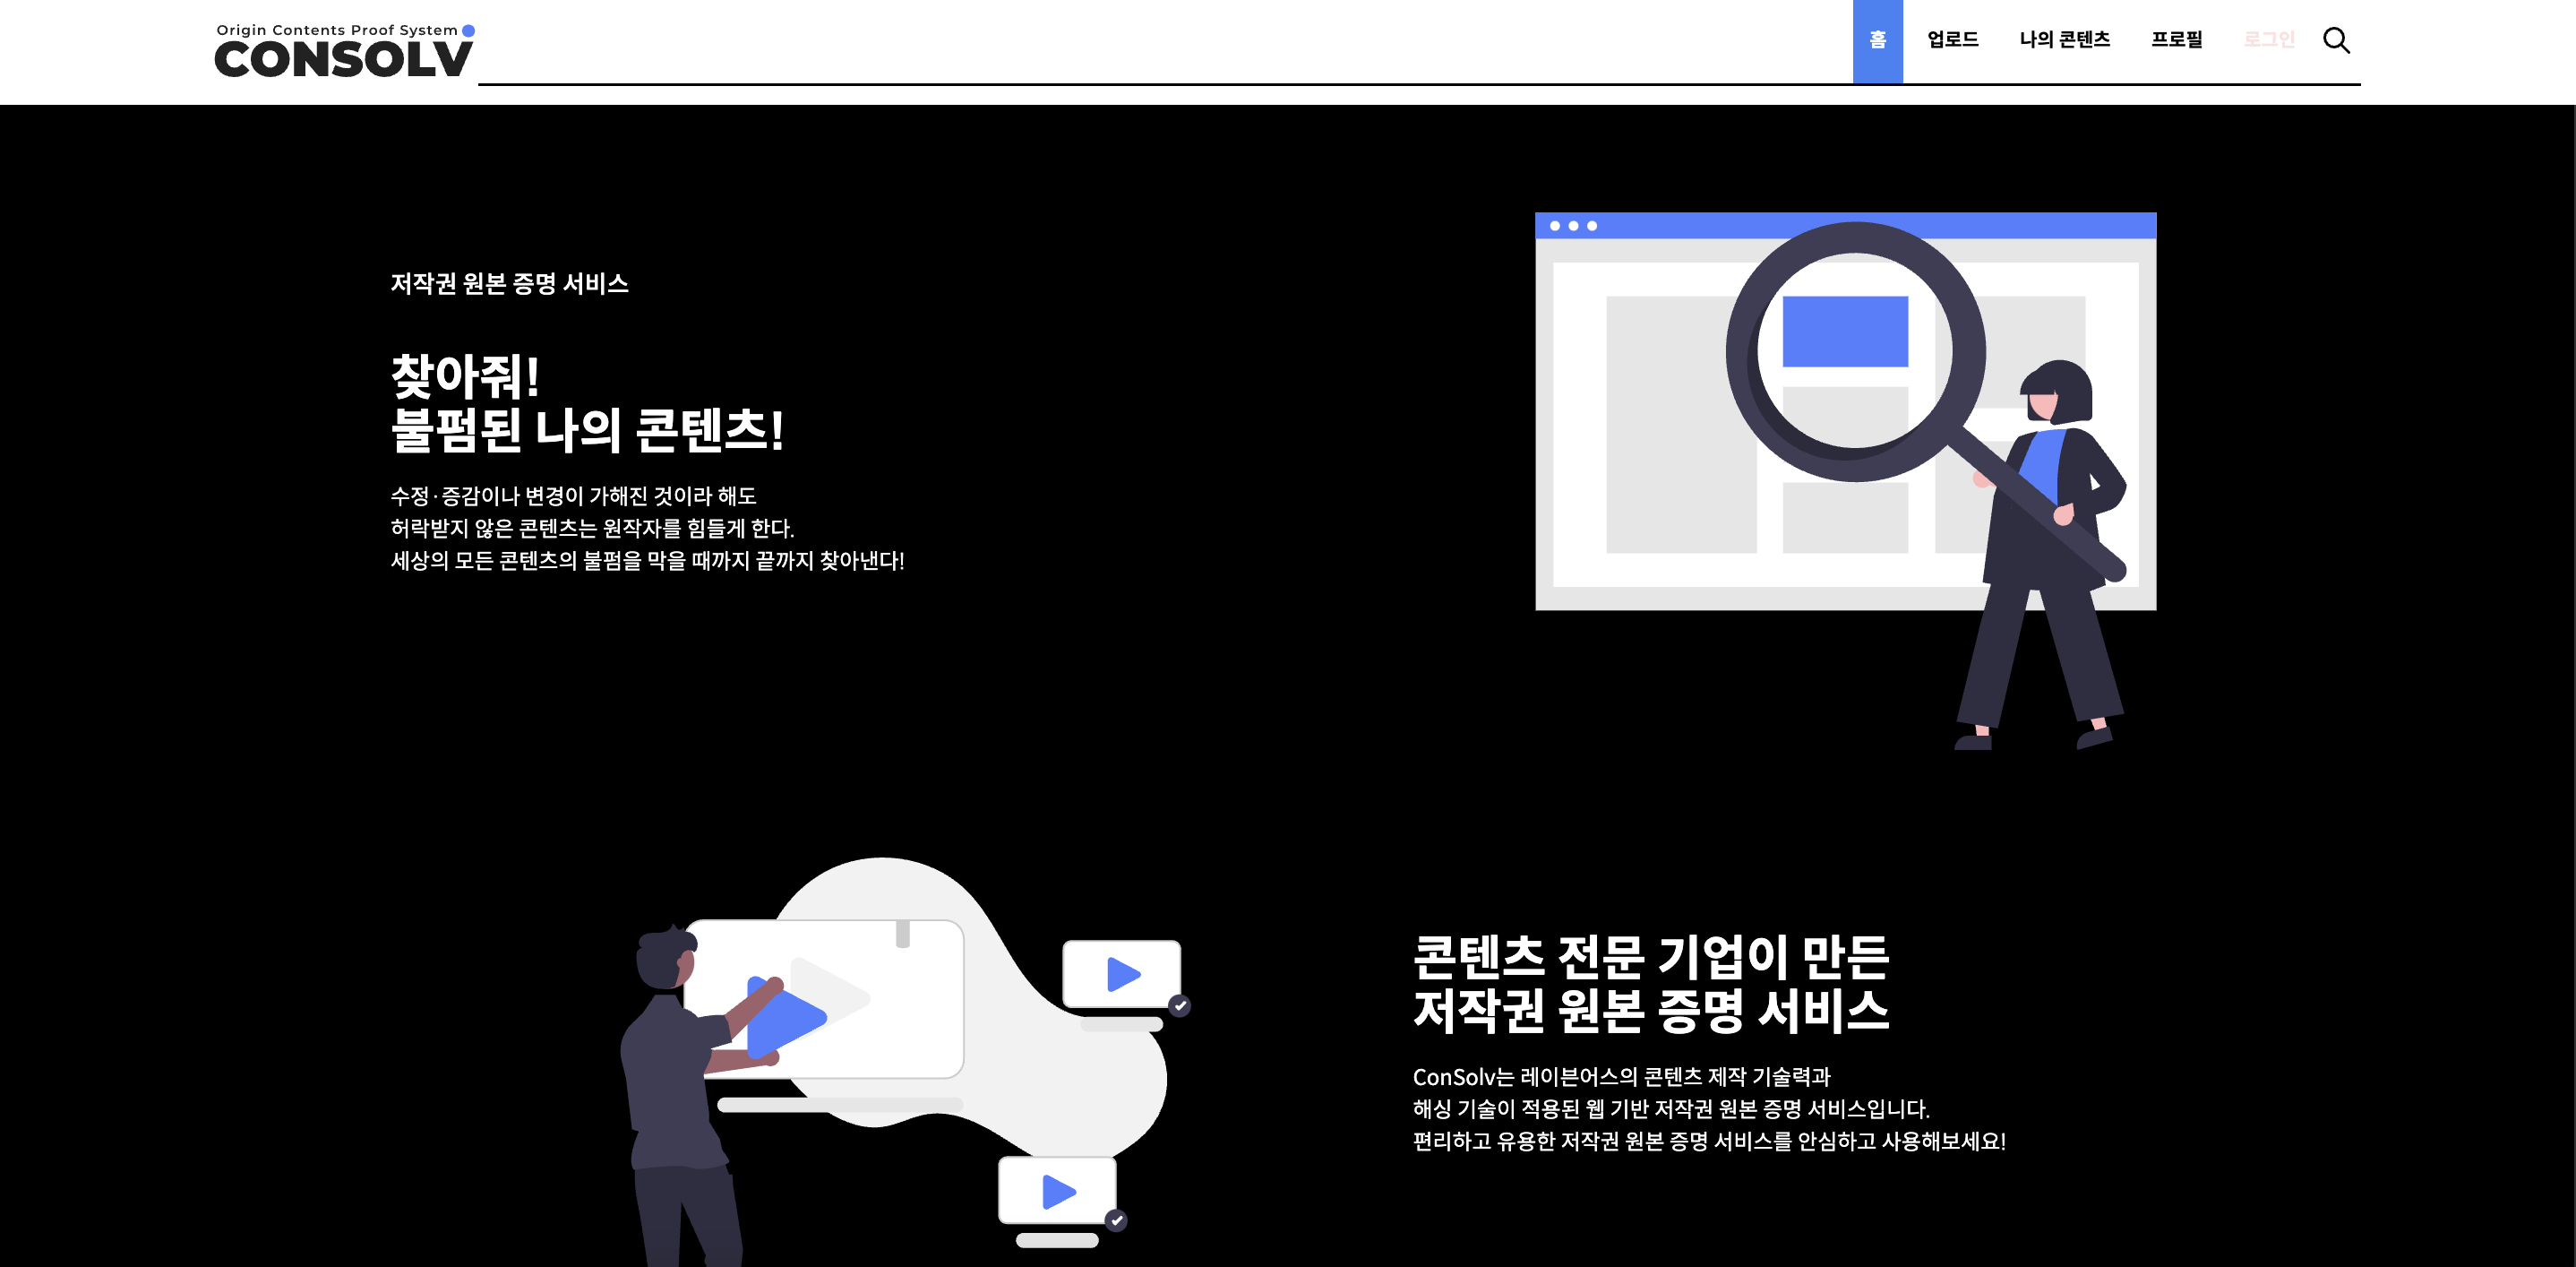 Origin Contents Proof System
CONSOLV
홈 업로드 나의 콘텐츠 프로필 로그인
저작권 원본 증명 서비스
찾아줘!
불펌된 나의 콘텐츠!
수정·증감이나 변경이 가해진 것이라 해도
허락받지 않은 콘텐츠는 원작자를 힘들게 한다.
세상의 모든 콘텐츠의 불펌을 막을 때까지 끝까지 찾아낸다!
콘텐츠 전문 기업이 만든
저작권 원본 증명 서비스
ConSolv는 레이븐어스의 콘텐츠 제작 기술력과
해싱 기술이 적용된 웹 기반 저작권 원본 증명 서비스입니다.
편리하고 유용한 저작권 원본 증명 서비스를 안심하고 사용해보세요!